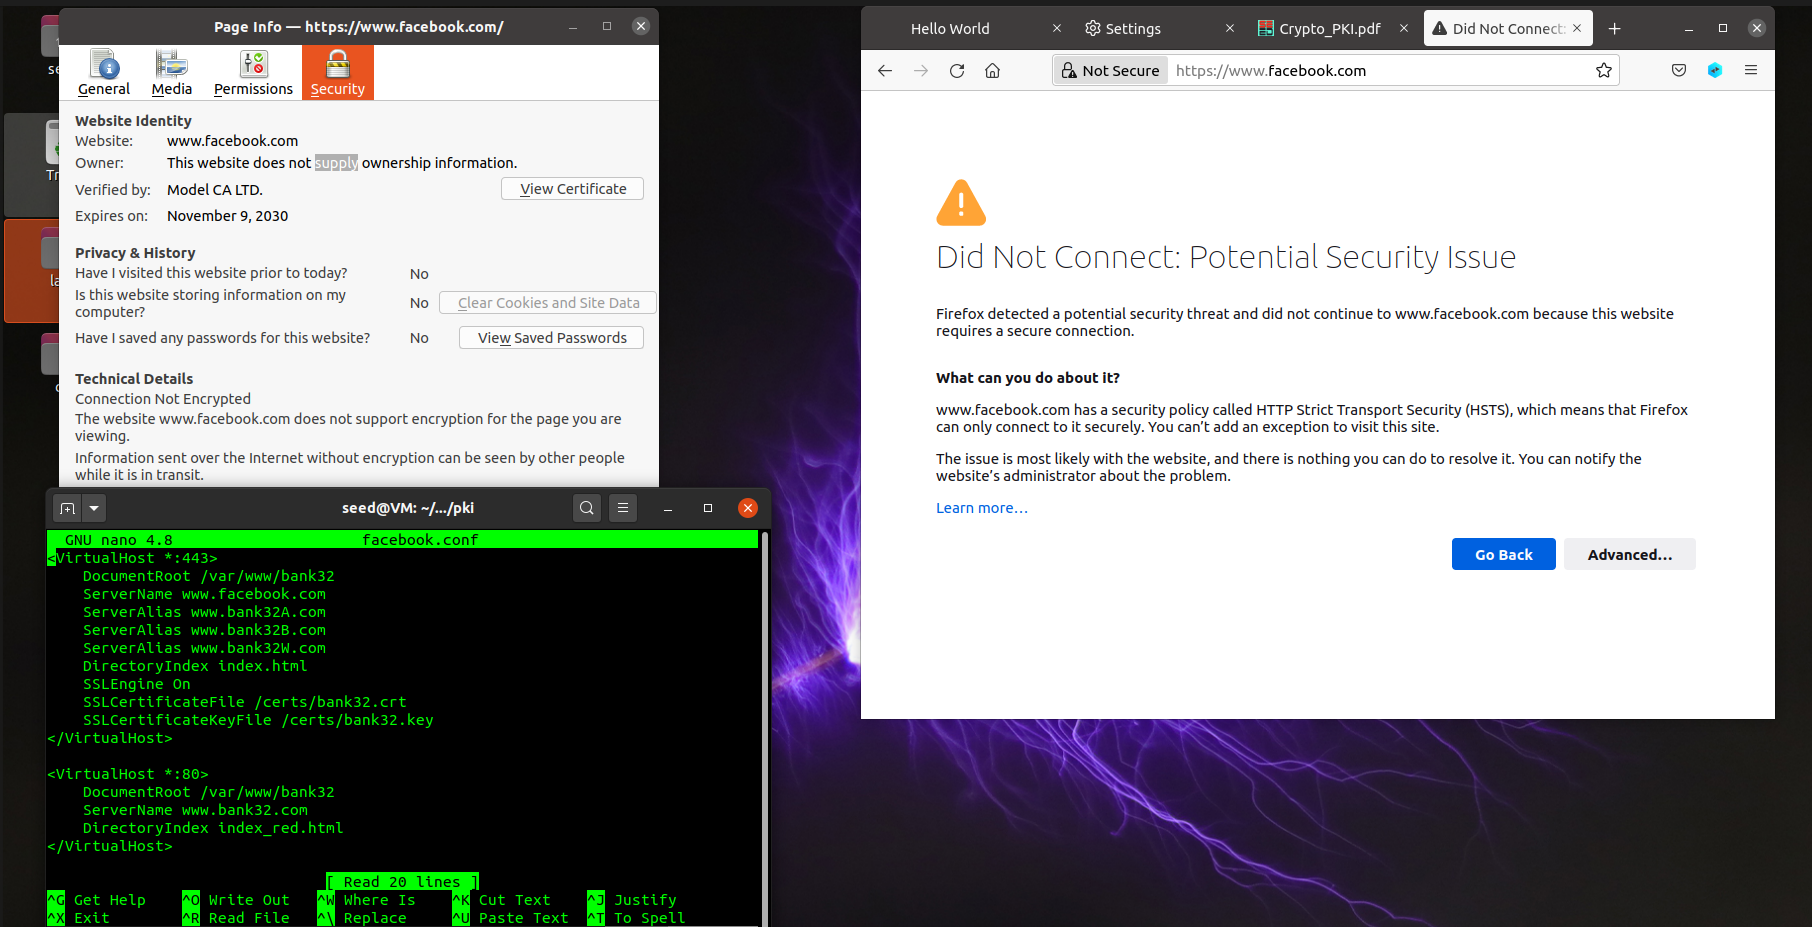 Page Info — https://www.facebook.com/
General
Media
Permissions
Security
Website Identity
Website: www.facebook.com
Owner: This website does not supply ownership information.
Verified by: Model CA LTD.
View Certificate
Expires on: November 9, 2030
Privacy & History
Have I visited this website prior to today? No
Is this website storing information on my
computer?
No
Clear Cookies and Site Data
Have I saved any passwords for this website? No
View Saved Passwords
Technical Details
Connection Not Encrypted
The website www.facebook.com does not support encryption for the page you are
viewing.
Information sent over the Internet without encryption can be seen by other people
while it is in transit.
seed@VM: ~/.../pki
GNU nano 4.8 facebook.conf
<VirtualHost *:443>
DocumentRoot /var/www/bank32
ServerName www.facebook.com
ServerAlias www.bank32A.com
ServerAlias www.bank32B.com
ServerAlias www.bank32W.com
DirectoryIndex index.html
SSLEngine On
SSLCertificateFile /certs/bank32.crt
SSLCertificateKeyFile /certs/bank32.key
</VirtualHost>
<VirtualHost *:80>
DocumentRoot /var/www/bank32
ServerName www.bank32.com
DirectoryIndex index_red.html
</VirtualHost>
[ Read 20 lines ]
^G Get Help ^O Write Out ^W Where Is ^K Cut Text ^J Justify
^X Exit ^R Read File ^\ Replace ^U Paste Text ^T To Spell
Hello World
Settings
Crypto_PKI.pdf
Did Not Connect:
Not Secure
https://www.facebook.com
Did Not Connect: Potential Security Issue
Firefox detected a potential security threat and did not continue to www.facebook.com because this website
requires a secure connection.
What can you do about it?
www.facebook.com has a security policy called HTTP Strict Transport Security (HSTS), which means that Firefox
can only connect to it securely. You can’t add an exception to visit this site.
The issue is most likely with the website, and there is nothing you can do to resolve it. You can notify the
website’s administrator about the problem.
Learn more…
Go Back
Advanced…